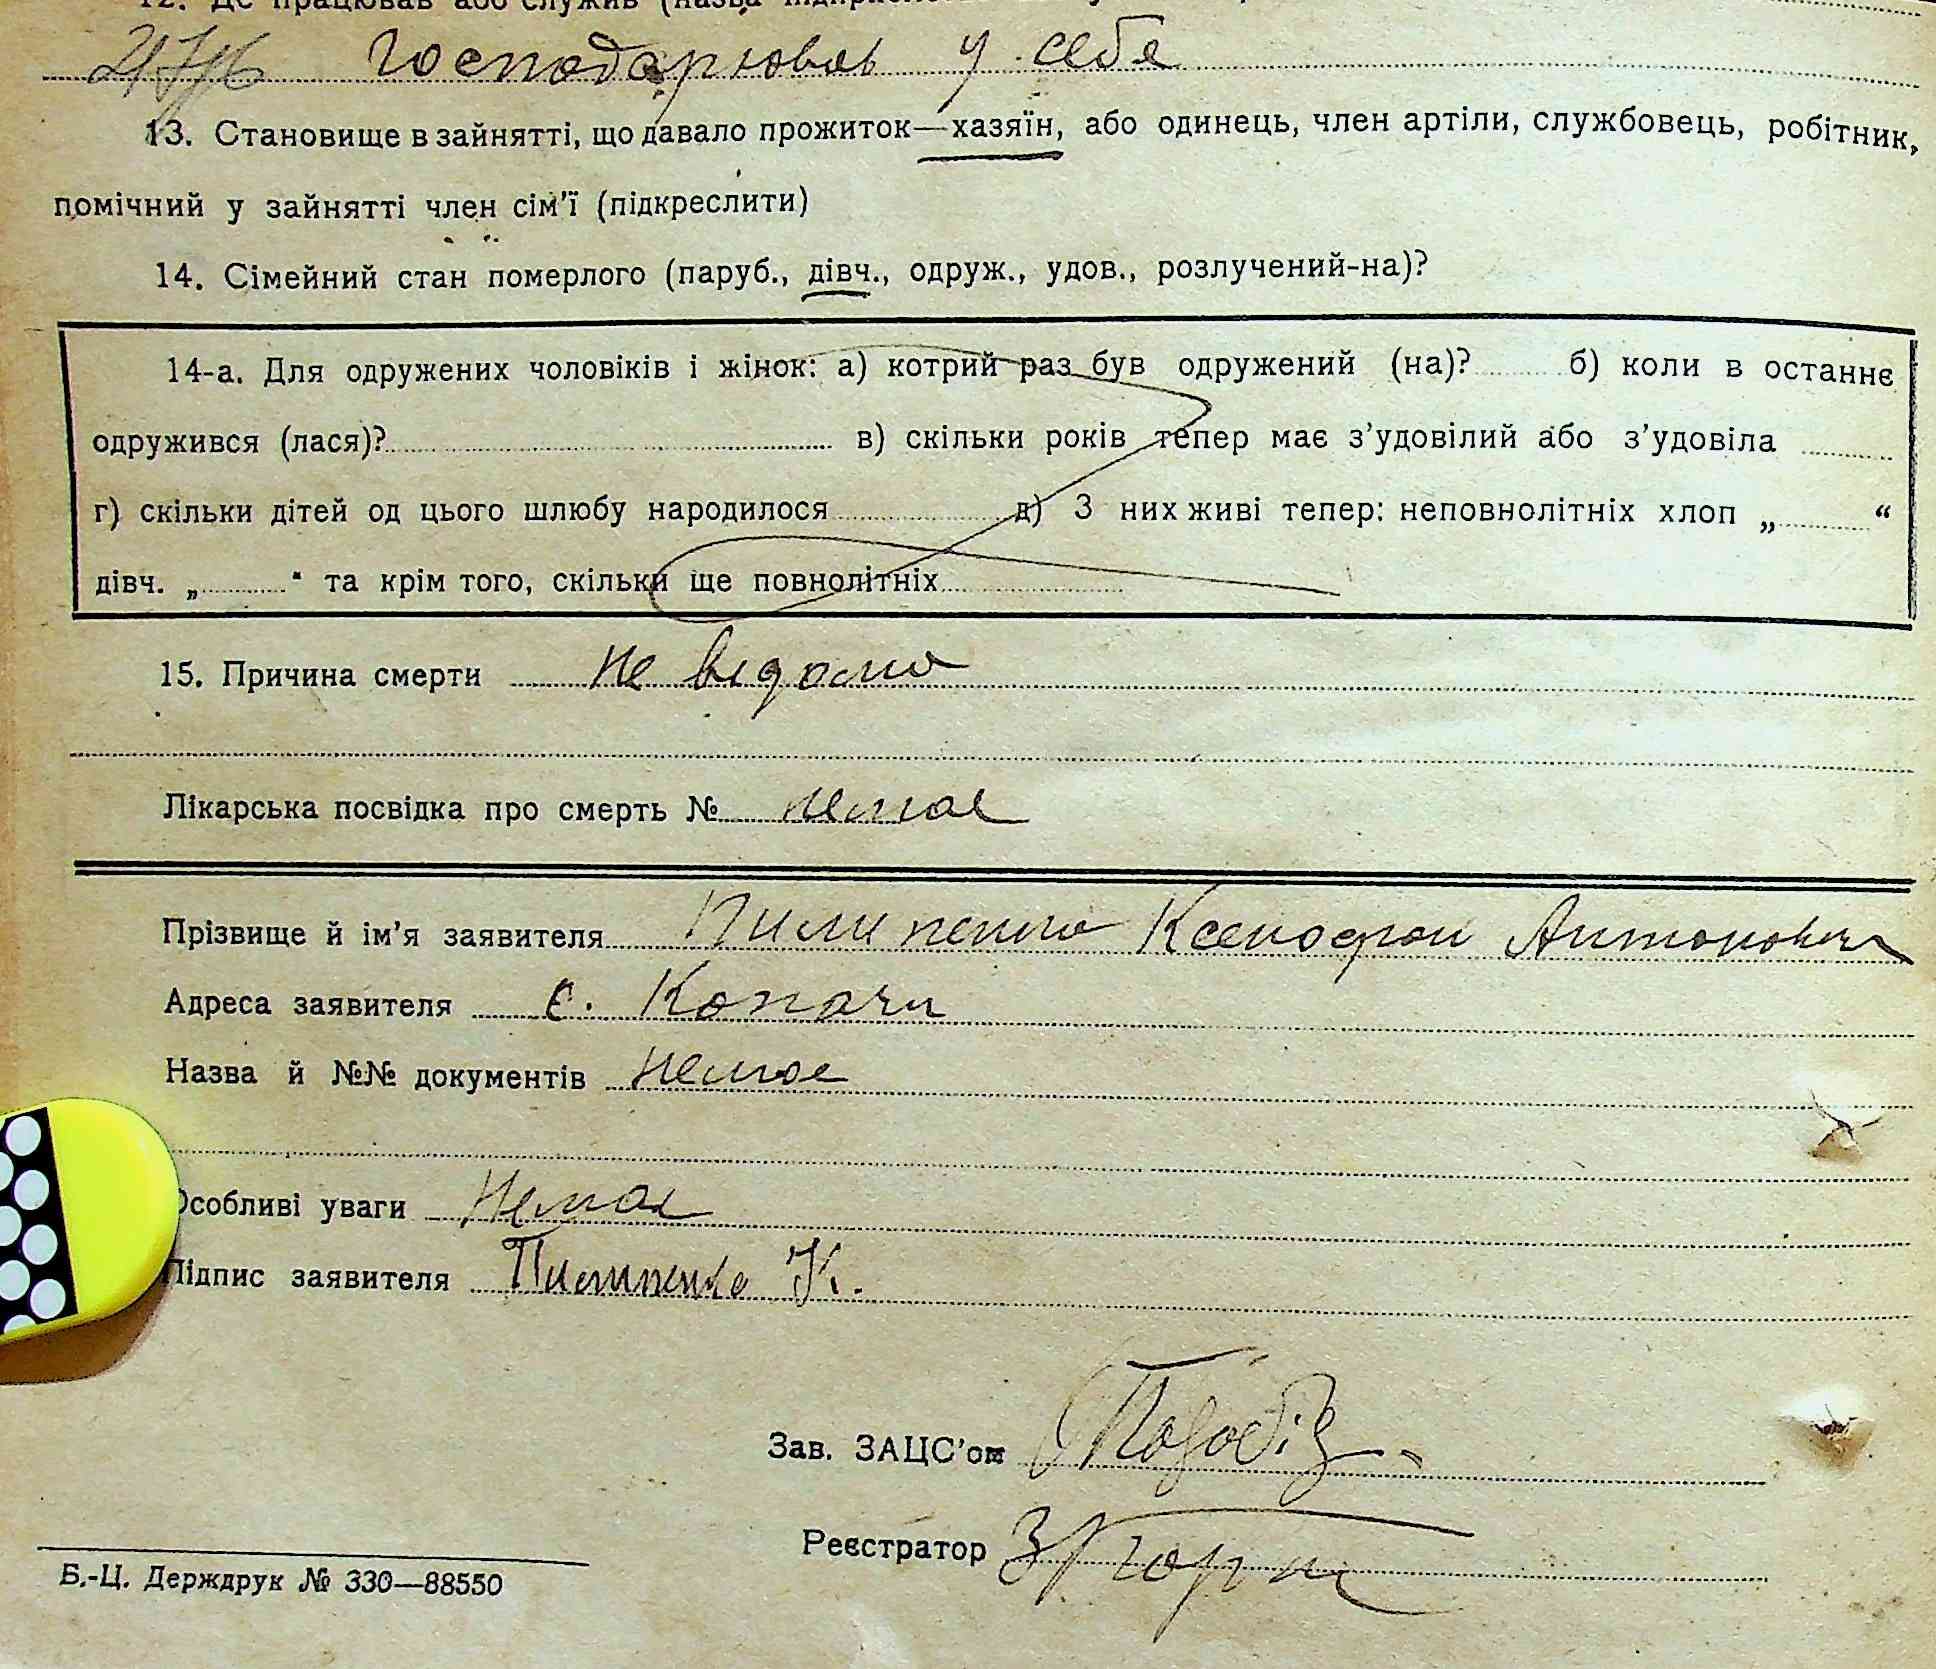 12. Де працював або служив (назва
господарював у себе
13. Становище в зайнятті, що давало прожиток—хазяїн, або одинець, член артіли, службовець, робітник,
помічний у зайнятті член сім'ї (підкреслити)
14. Сімейний стан померлого (паруб., дівч., одруж., удов., розлучений-на)?
14-а. Для одружених чоловіків і жінок: а) котрий раз був одружений (на)? б) коли в останнє
одружився (лася)? в) скільки років тепер має з'удовілий або з'удовіла
г) скільки дітей од цього шлюбу народилося д) З них живі тепер: неповнолітніх хлоп „ “
дівч. „ “ та крім того, скільки ще повнолітніх
15. Причина смерти не відома
Лікарська посвідка про смерть № немає
Прізвище й ім'я заявителя Пилипенко Ксенофон Антонович
Адреса заявителя с. Копачи
Назва й №№ документів немає
Особливі уваги Немає
Підпис заявителя Пилипенко К.
Зав. ЗАЦС'ом
Реєстратор
Б.-Ц. Держдрук № 330—88550